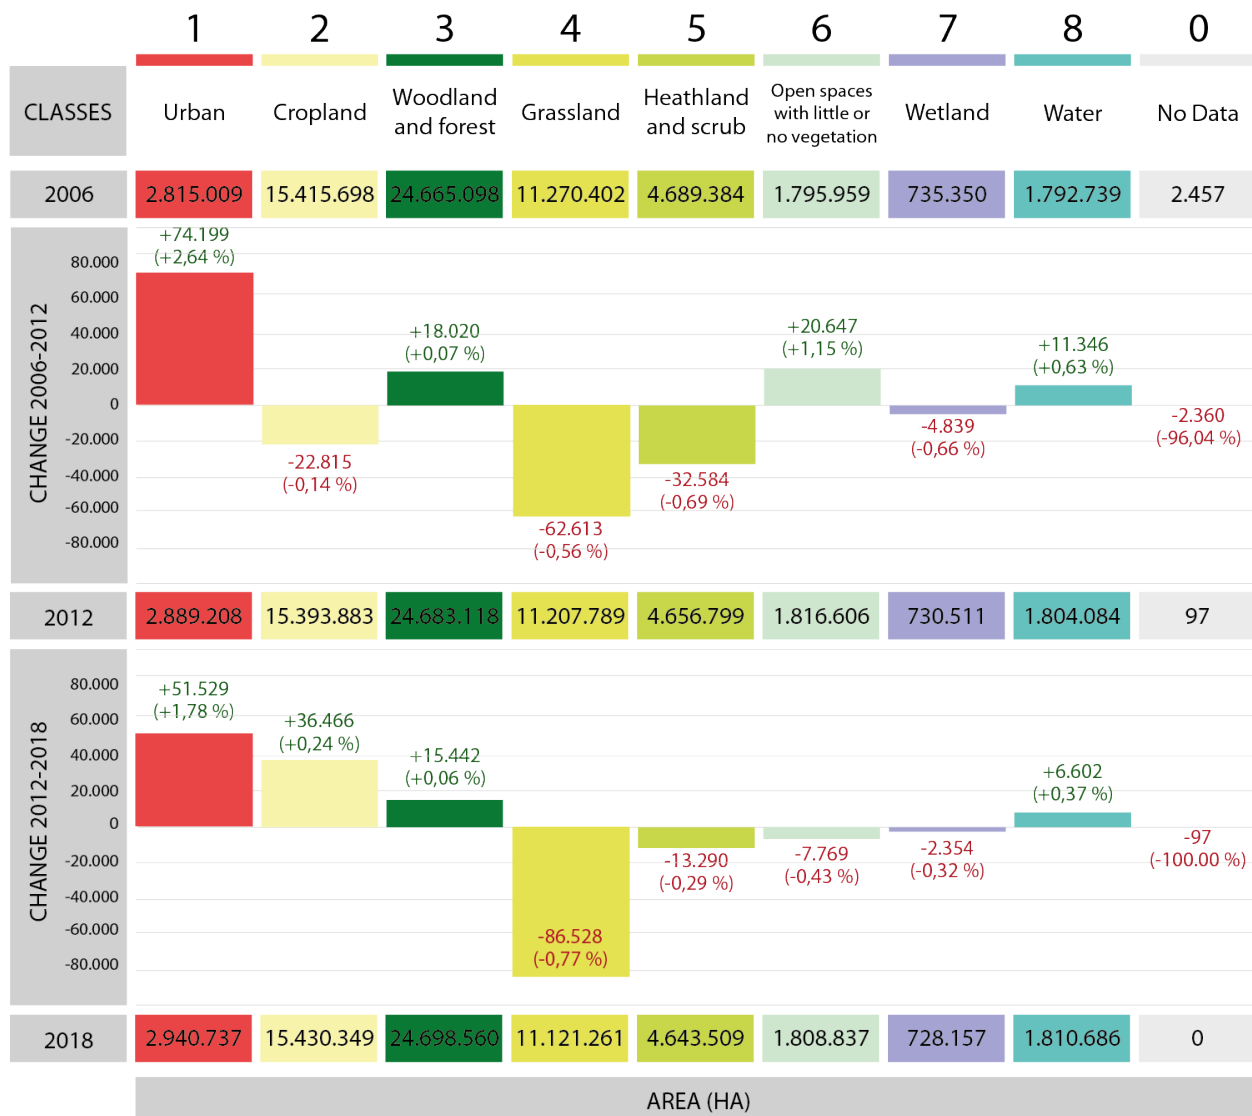 1 2 3 4 5 6 7 8 0
CLASSES
Urban
Cropland
Woodland
and forest
Grassland
Heathland
and scrub
Open spaces
with little or
no vegetation
Wetland
Water
No Data
2006 2.815.009 15.415.698 24.665.098 11.270.402 4.689.384 1.795.959 735.350 1.792.739 2.457
CHANGE 2006-2012
80.000
60.000
40.000
20.000
0
-20.000
-40.000
-60.000
-80.000
+74.199
(+2,64 %)
-22.815
(-0,14 %)
+18.020
(+0,07 %)
-62.613
(-0,56 %)
-32.584
(-0,69 %)
+20.647
(+1,15 %)
-4.839
(-0,66 %)
+11.346
(+0,63 %)
-2.360
(-96,04 %)
2012 2.889.208 15.393.883 24.683.118 11.207.789 4.656.799 1.816.606 730.511 1.804.084 97
CHANGE 2012-2018
80.000
60.000
40.000
20.000
0
-20.000
-40.000
-60.000
-80.000
+51.529
(+1,78 %)
+36.466
(+0,24 %)
+15.442
(+0,06 %)
-86.528
(-0,77 %)
-13.290
(-0,29 %)
-7.769
(-0,43 %)
-2.354
(-0,32 %)
+6.602
(+0,37 %)
-97
(-100.00 %)
2018 2.940.737 15.430.349 24.698.560 11.121.261 4.643.509 1.808.837 728.157 1.810.686 0
AREA (HA)